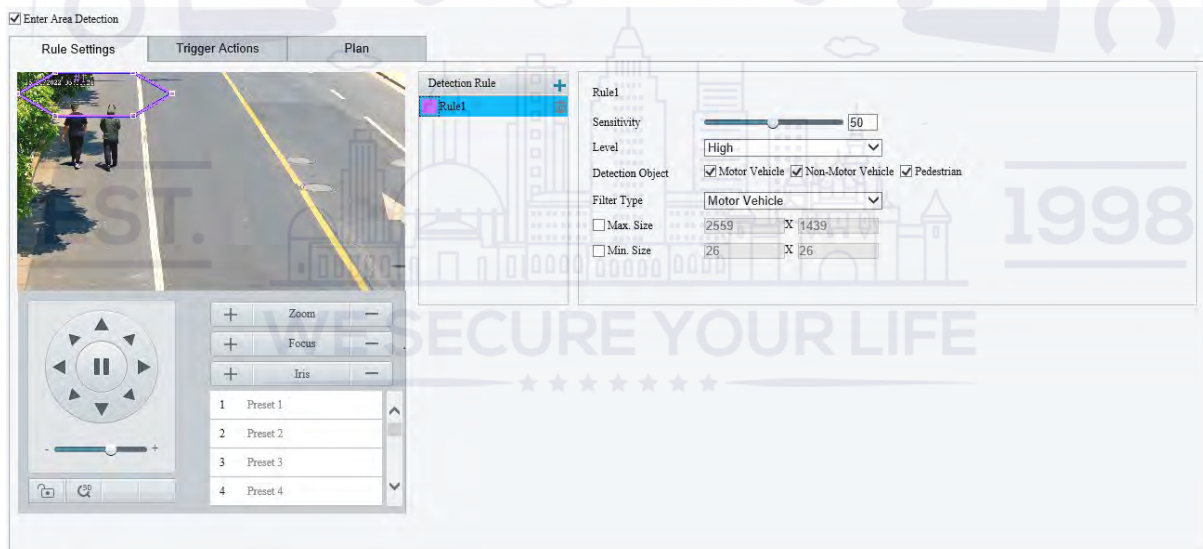 Enter Area Detection
Rule Settings Trigger Actions Plan
Detection Rule +
Rule1
Rule1
Sensitivity 50
Level High
Detection Object Motor Vehicle Non-Motor Vehicle Pedestrian
Filter Type Motor Vehicle
Max. Size 2559 X 1439
Min. Size 26 X 26
EST. 1998
WE SECURE YOUR LIFE
+ Zoom −
+ Focus −
+ Iris −
1 Preset 1
2 Preset 2
3 Preset 3
4 Preset 4
- +
3D